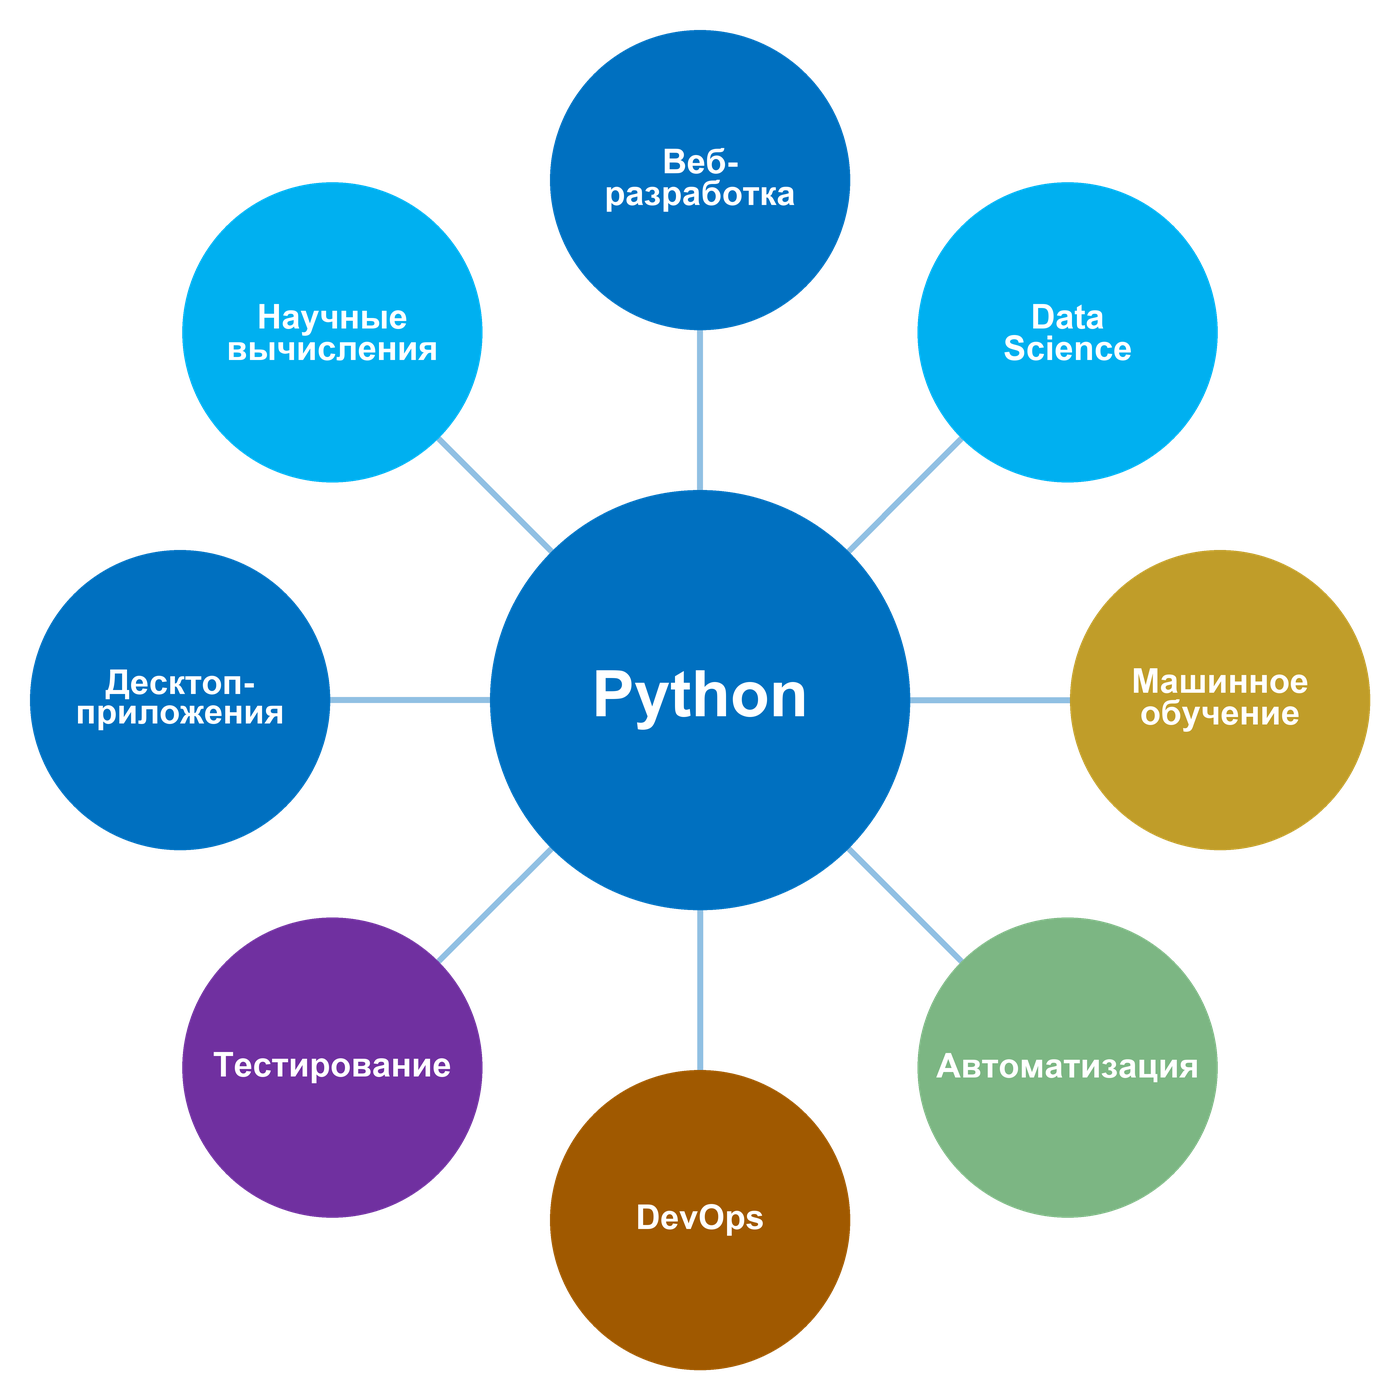 Веб-
разработка
Data
Science
Машинное
обучение
Автоматизация
DevOps
Тестирование
Десктоп-
приложения
Научные
вычисления
Python